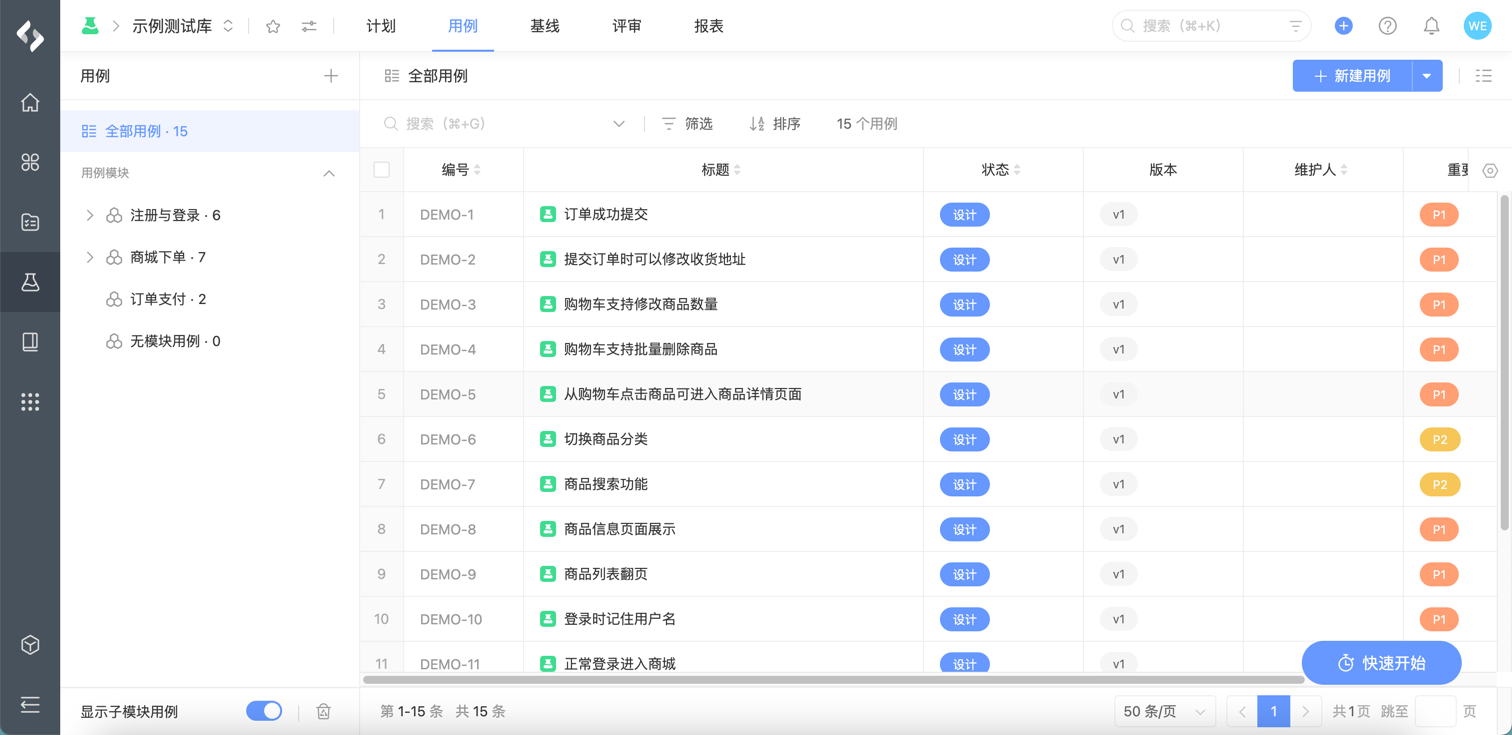 示例测试库 计划 用例 基线 评审 报表 搜索（⌘+K） WE
用例
全部用例 · 15
用例模块
注册与登录 · 6
商城下单 · 7
订单支付 · 2
无模块用例 · 0
显示子模块用例
全部用例 新建用例
搜索（⌘+G） 筛选 排序 15 个用例
编号 标题 状态 版本 维护人 重要
1 DEMO-1 订单成功提交 设计 v1 P1
2 DEMO-2 提交订单时可以修改收货地址 设计 v1 P1
3 DEMO-3 购物车支持修改商品数量 设计 v1 P1
4 DEMO-4 购物车支持批量删除商品 设计 v1 P1
5 DEMO-5 从购物车点击商品可进入商品详情页面 设计 v1 P1
6 DEMO-6 切换商品分类 设计 v1 P2
7 DEMO-7 商品搜索功能 设计 v1 P2
8 DEMO-8 商品信息页面展示 设计 v1 P1
9 DEMO-9 商品列表翻页 设计 v1 P1
10 DEMO-10 登录时记住用户名 设计 v1 P1
11 DEMO-11 正常登录进入商城 设计 v1
快速开始
第 1-15 条 共 15 条 50 条/页 1 共1页 跳至 页